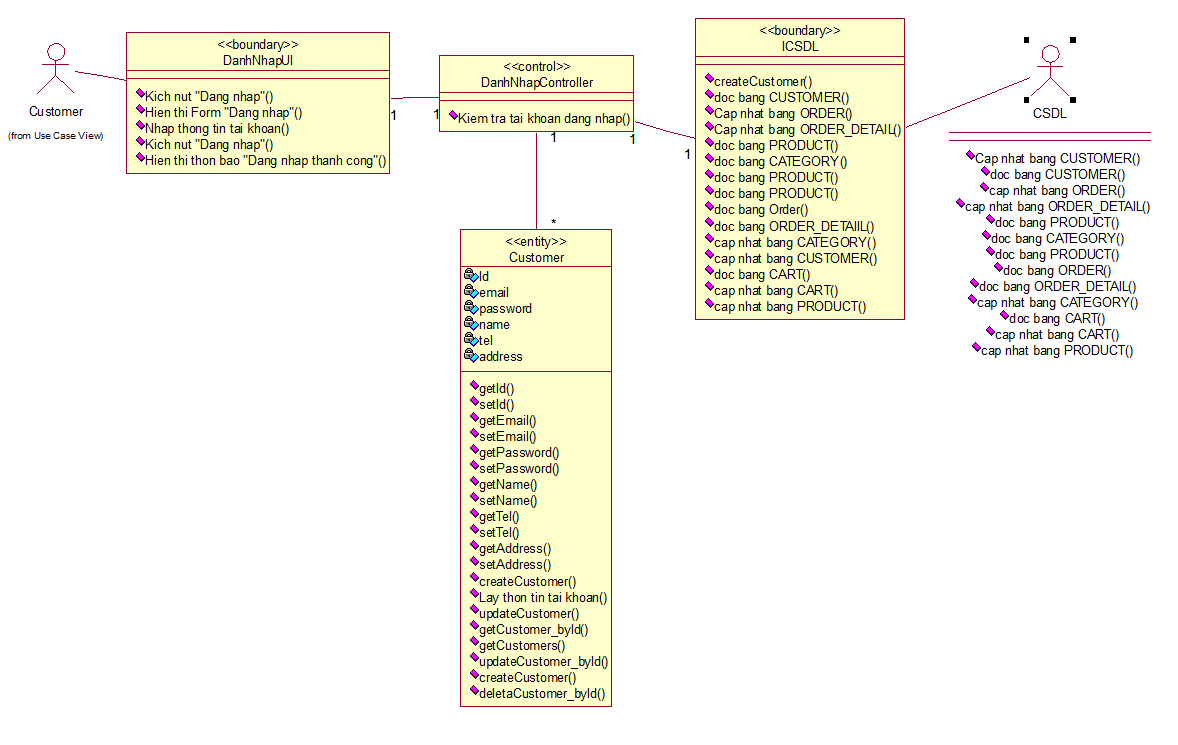 Customer
(from Use Case View)
<<boundary>>
DanhNhapUI
Kich nut "Dang nhap"()
Hien thi Form "Dang nhap"()
Nhap thong tin tai khoan()
Kich nut "Dang nhap"()
Hien thi thon bao "Dang nhap thanh cong"()
1
1
<<control>>
DanhNhapController
Kiem tra tai khoan dang nhap()
1
1
1
*
<<boundary>>
ICSDL
createCustomer()
doc bang CUSTOMER()
Cap nhat bang ORDER()
Cap nhat bang ORDER_DETAIL()
doc bang PRODUCT()
doc bang CATEGORY()
doc bang PRODUCT()
doc bang PRODUCT()
doc bang Order()
doc bang ORDER_DETAIIL()
cap nhat bang CATEGORY()
cap nhat bang CUSTOMER()
doc bang CART()
cap nhat bang CART()
cap nhat bang PRODUCT()
CSDL
Cap nhat bang CUSTOMER()
doc bang CUSTOMER()
cap nhat bang ORDER()
cap nhat bang ORDER_DETAIL()
doc bang PRODUCT()
doc bang CATEGORY()
doc bang PRODUCT()
doc bang ORDER()
doc bang ORDER_DETAIL()
cap nhat bang CATEGORY()
doc bang CART()
cap nhat bang CART()
cap nhat bang PRODUCT()
<<entity>>
Customer
Id
email
password
name
tel
address
getId()
setId()
getEmail()
setEmail()
getPassword()
setPassword()
getName()
setName()
getTel()
setTel()
getAddress()
setAddress()
createCustomer()
Lay thon tin tai khoan()
updateCustomer()
getCustomer_byId()
getCustomers()
updateCustomer_byId()
createCustomer()
deletaCustomer_byId()